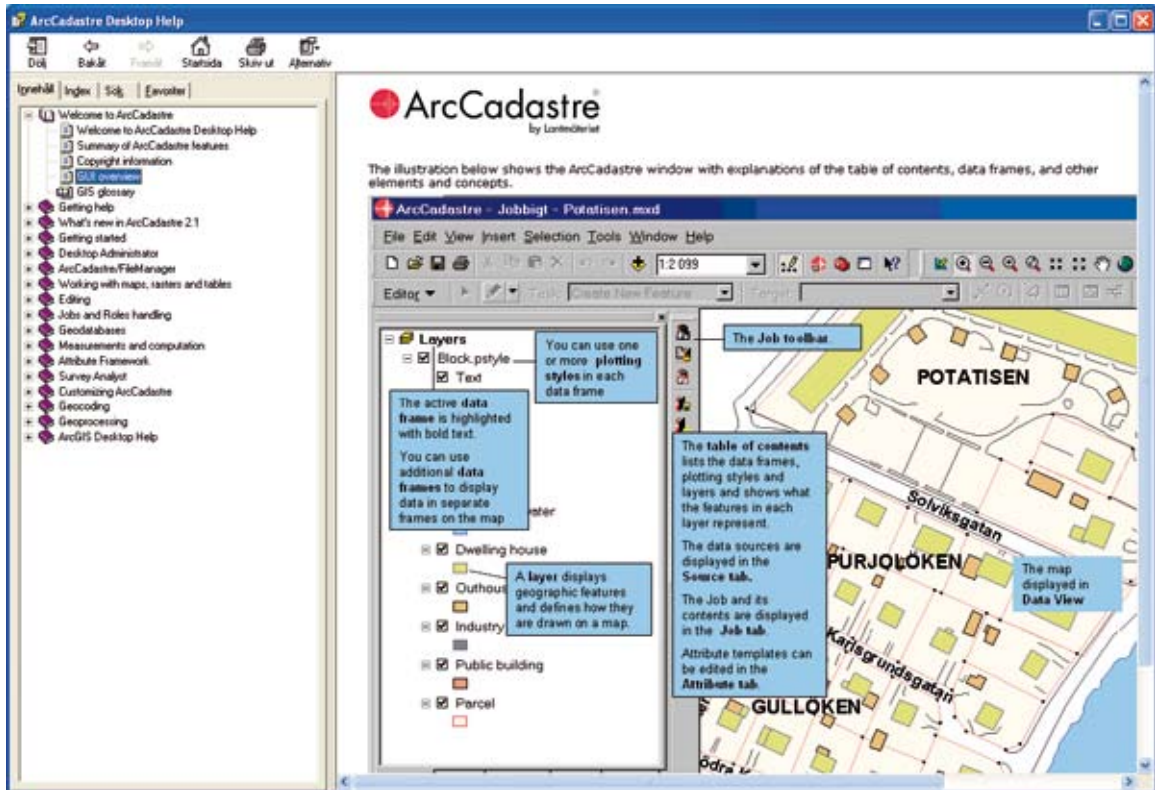 ArcCadastre Desktop Help
Dölj Bakåt Framåt Startsida Skriv ut Alternativ
Innehåll Index Sök Favoriter
Welcome to ArcCadastre
Welcome to ArcCadastre Desktop Help
Summary of ArcCadastre features
Copyright information
GUI overview
GIS glossary
Getting help
What's new in ArcCadastre 2.1
Getting started
Desktop Administrator
ArcCadastre/FileManager
Working with maps, rasters and tables
Editing
Jobs and Roles handling
Geodatabases
Measurements and computation
Attribute Framework
Survey Analyst
Customizing ArcCadastre
Geocoding
Geoprocessing
ArcGIS Desktop Help
ArcCadastre®
by Lantmäteriet
The illustration below shows the ArcCadastre window with explanations of the table of contents, data frames, and other
elements and concepts.
ArcCadastre - Jobbigt - Potatisen.mxd
File Edit View Insert Selection Tools Window Help
1:2 099
Editor Task: Create New Feature Target:
Layers
Block.pstyle
Text
You can use one
or more plotting
styles in each
data frame
The active data
frame is highlighted
with bold text.
You can use
additional data
frames to display
data in separate
frames on the map
Dwelling house
Outhous
Industry
Public building
Parcel
A layer displays
geographic features
and defines how they
are drawn on a map.
The Job toolbar.
The table of contents
lists the data frames,
plotting styles and
layers and shows what
the features in each
layer represent.
The data sources are
displayed in the
Source tab.
The Job and its
contents are displayed
in the Job tab.
Attribute templates can
be edited in the
Attribute tab.
POTATISEN
Solviksgatan
PURJOLÖKEN
The map
displayed in
Data View
Karlsgrundsgatan
GULLÖKEN